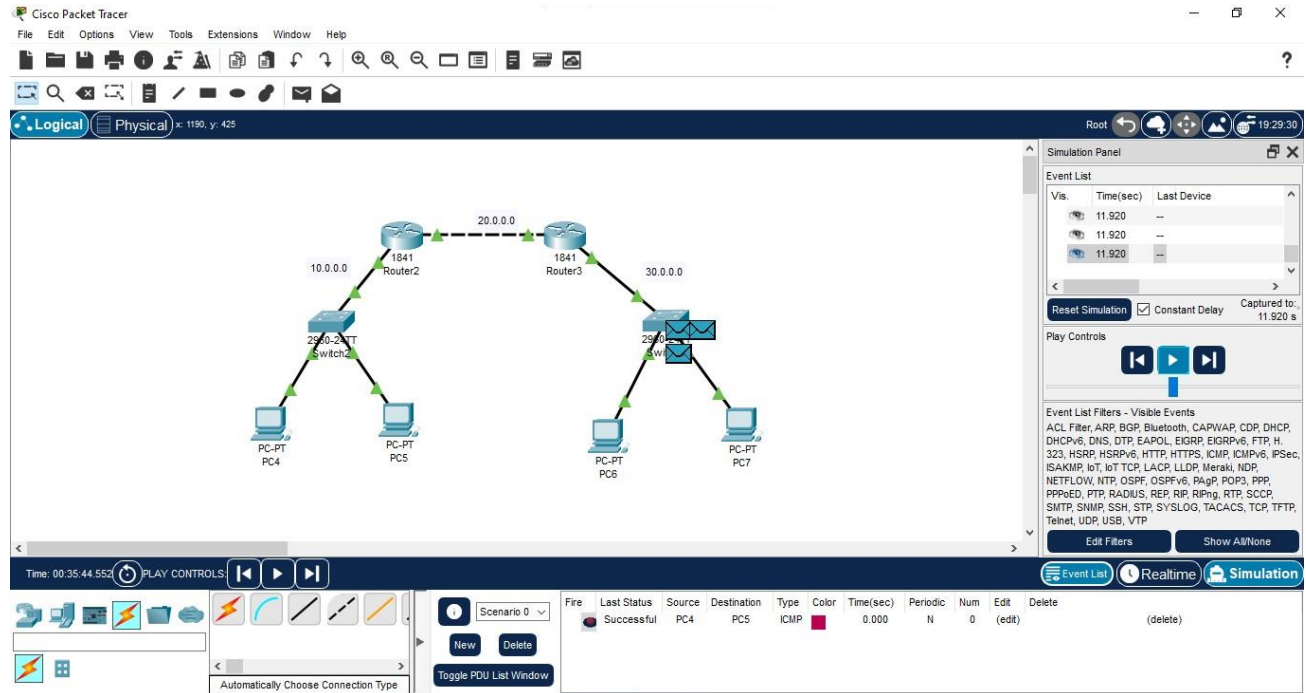 Cisco Packet Tracer
File Edit Options View Tools Extensions Window Help
?
Logical Physical x: 1190, y: 425
Root 19:29:30
Simulation Panel
Event List
Vis. Time(sec) Last Device
11.920 --
11.920 --
11.920 --
Reset Simulation Constant Delay Captured to:
11.920 s
Play Controls
Event List Filters - Visible Events
ACL Filter, ARP, BGP, Bluetooth, CAPWAP, CDP, DHCP,
DHCPv6, DNS, DTP, EAPOL, EIGRP, EIGRPv6, FTP, H.
323, HSRP, HSRPv6, HTTP, HTTPS, ICMP, ICMPv6, IPSec,
ISAKMP, IoT, IoT TCP, LACP, LLDP, Meraki, NDP,
NETFLOW, NTP, OSPF, OSPFv6, PAgP, POP3, PPP,
PPPoED, PTP, RADIUS, REP, RIP, RIPng, RTP, SCCP,
SMTP, SNMP, SSH, STP, SYSLOG, TACACS, TCP, TFTP,
Telnet, UDP, USB, VTP
Edit Filters Show All/None
20.0.0.0
1841
Router2
1841
Router3
10.0.0.0
30.0.0.0
2960-24TT
Switch2
PC-PT
PC4
PC-PT
PC5
PC-PT
PC6
PC-PT
PC7
Time: 00:35:44.552 PLAY CONTROLS:
Event List Realtime Simulation
Automatically Choose Connection Type
Scenario 0
New Delete
Toggle PDU List Window
Fire Last Status Source Destination Type Color Time(sec) Periodic Num Edit Delete
Successful PC4 PC5 ICMP 0.000 N 0 (edit) (delete)